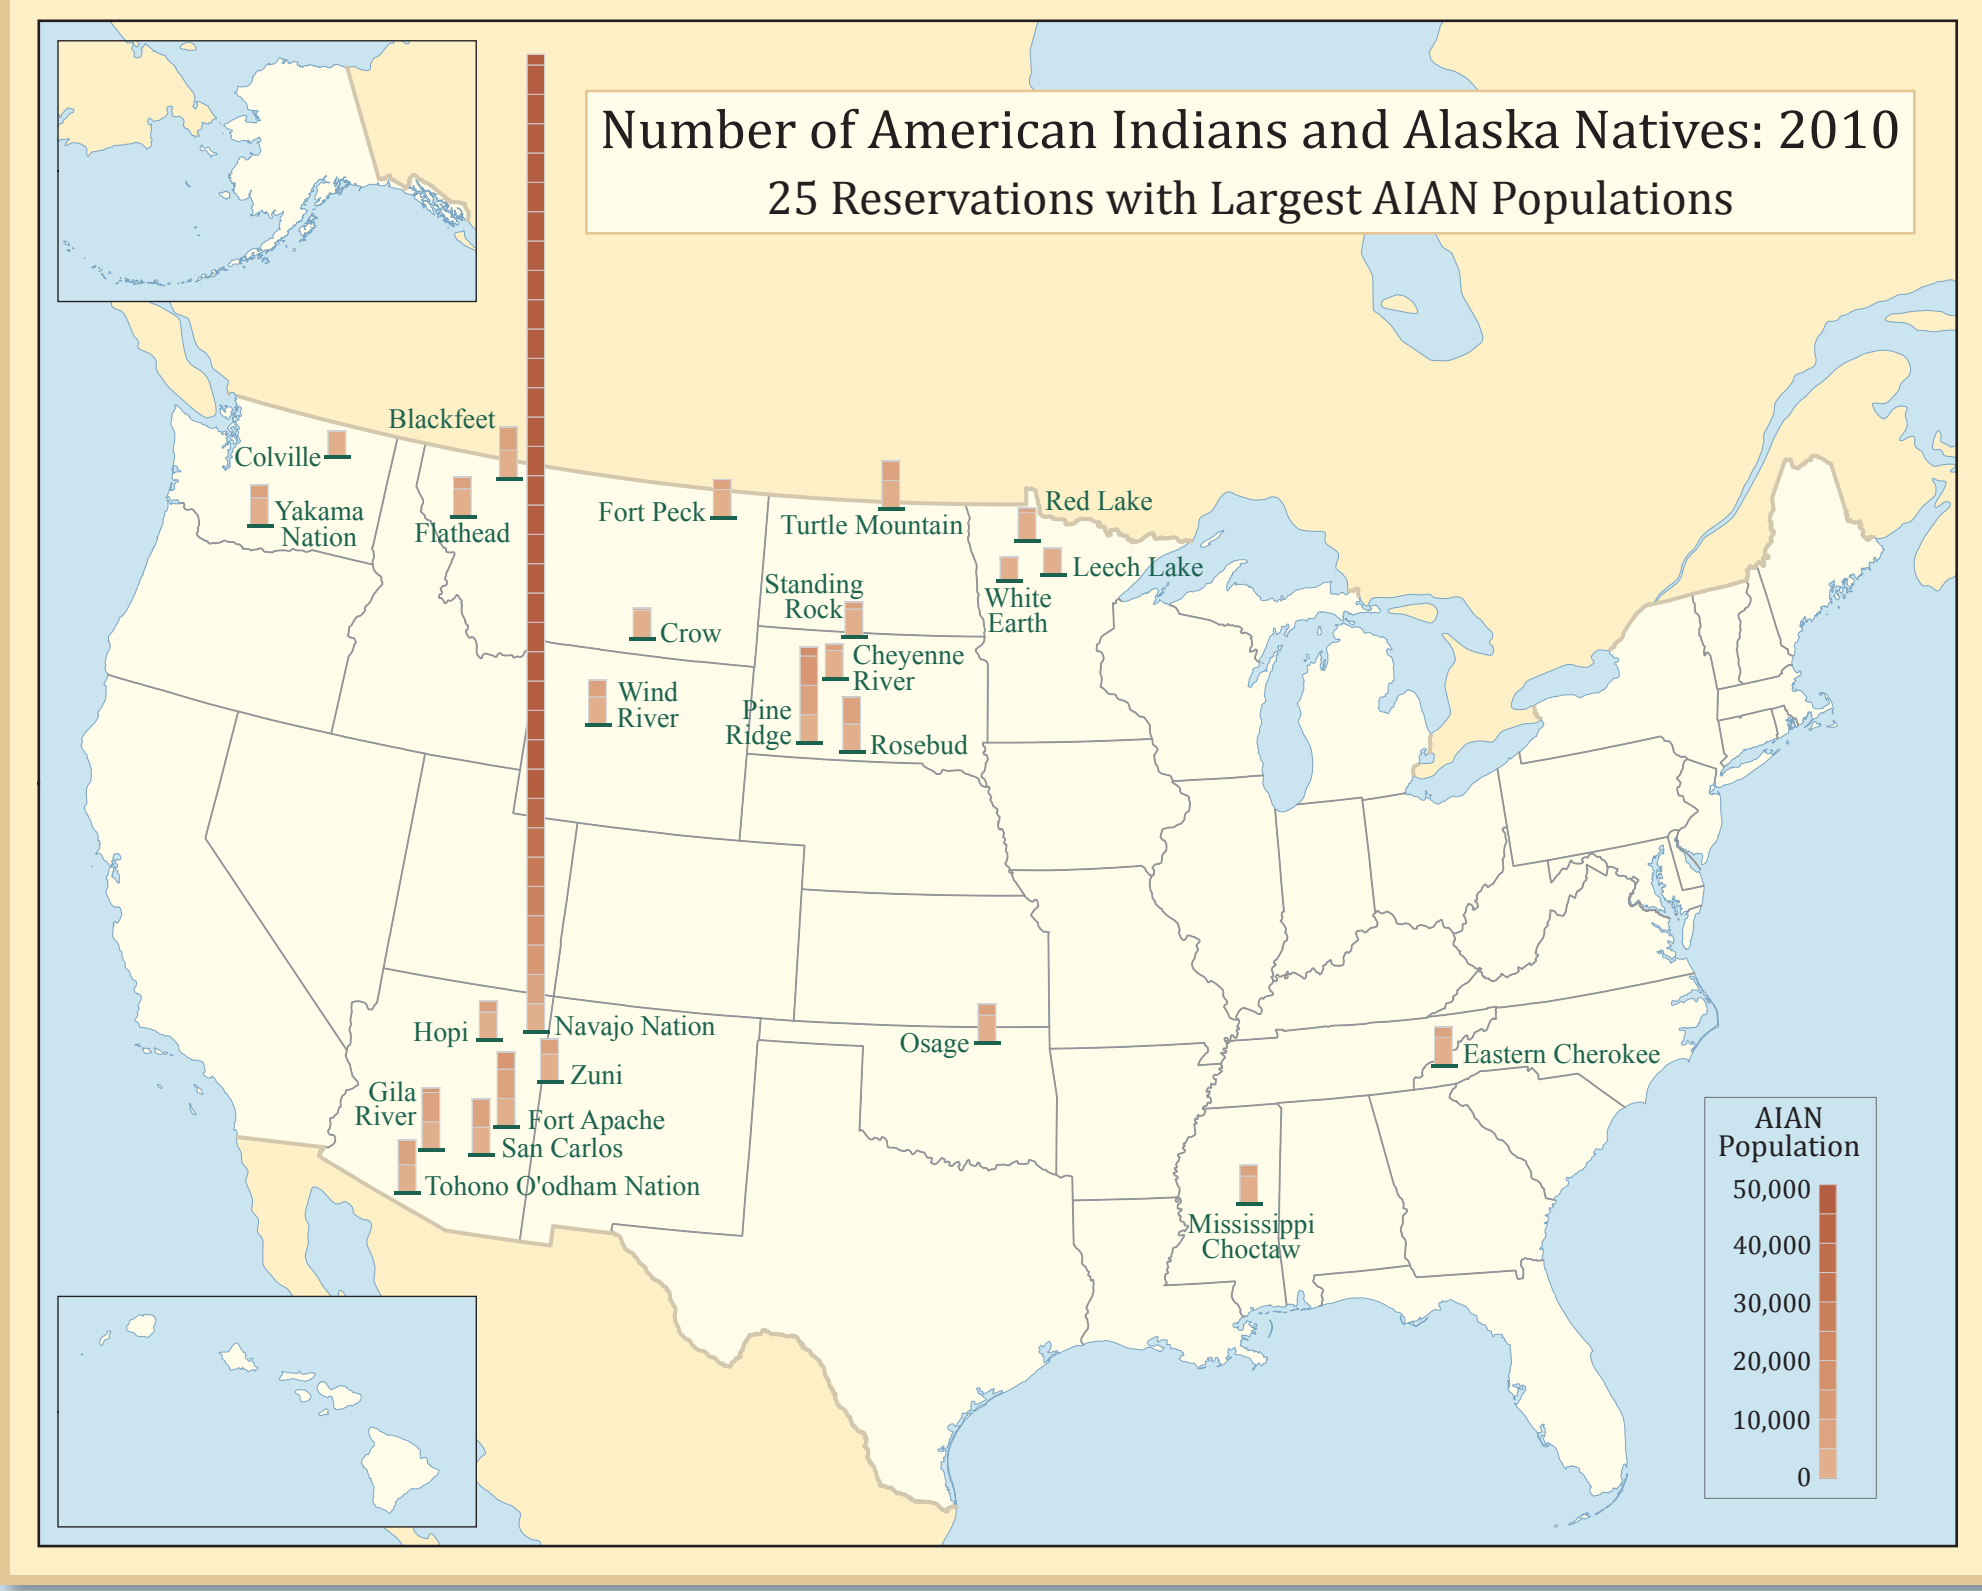 Number of American Indians and Alaska Natives: 2010
25 Reservations with Largest AIAN Populations
Blackfeet
Colville
Yakama
Nation
Flathead
Fort Peck
Turtle Mountain
Red Lake
Leech Lake
White
Earth
Standing
Rock
Crow
Cheyenne
River
Wind
River
Pine
Ridge
Rosebud
Hopi
Navajo Nation
Osage
Eastern Cherokee
Zuni
Gila
River
Fort Apache
San Carlos
Tohono O'odham Nation
Mississippi
Choctaw
AIAN
Population
50,000
40,000
30,000
20,000
10,000
0